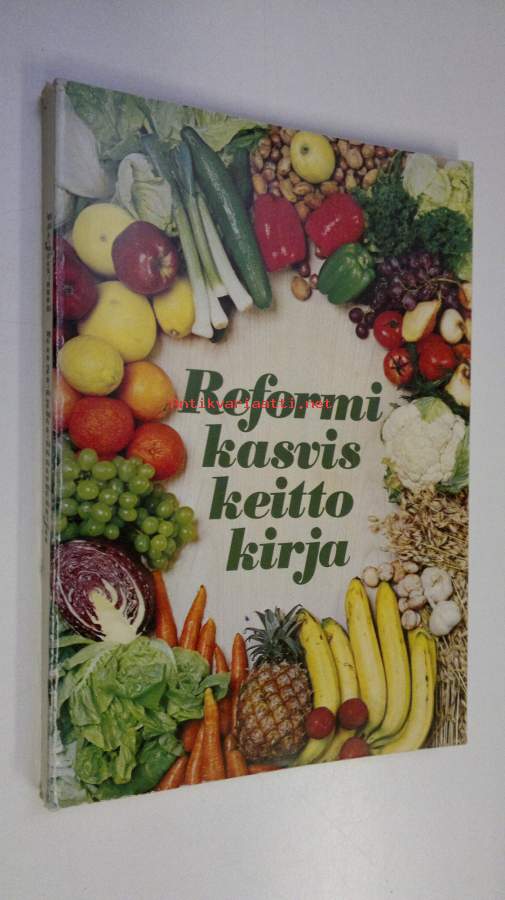 Reformi
kasvis
keitto
kirja
antikvariaatti.net